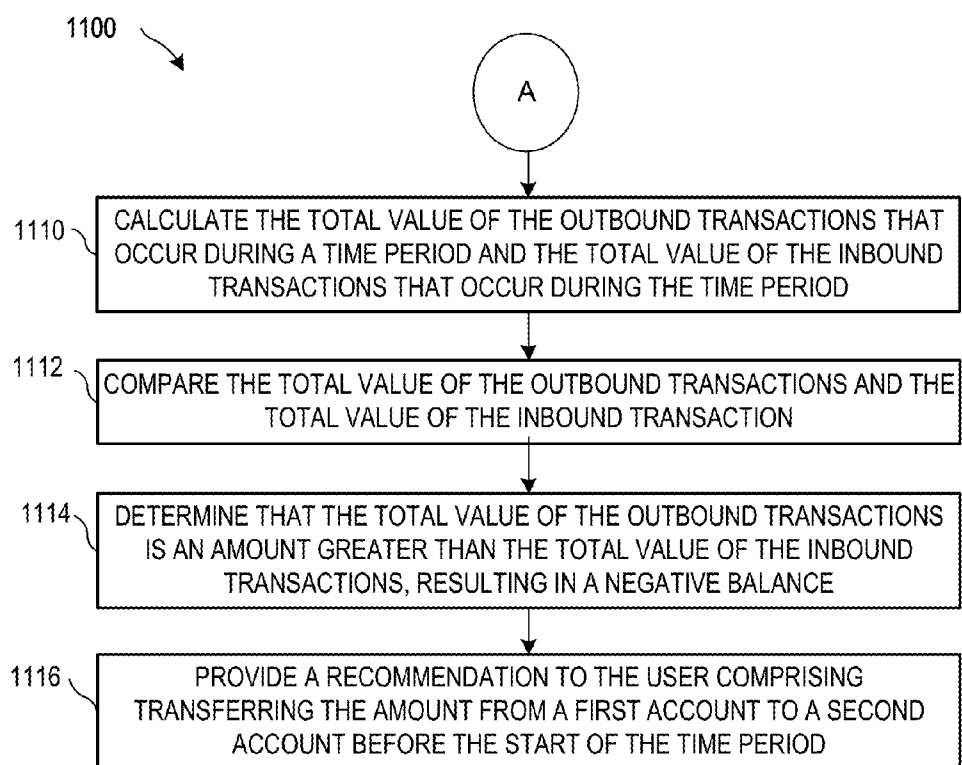 1100
A
1110
CALCULATE THE TOTAL VALUE OF THE OUTBOUND TRANSACTIONS THAT
OCCUR DURING A TIME PERIOD AND THE TOTAL VALUE OF THE INBOUND
TRANSACTIONS THAT OCCUR DURING THE TIME PERIOD
1112
COMPARE THE TOTAL VALUE OF THE OUTBOUND TRANSACTIONS AND THE
TOTAL VALUE OF THE INBOUND TRANSACTION
1114
DETERMINE THAT THE TOTAL VALUE OF THE OUTBOUND TRANSACTIONS
IS AN AMOUNT GREATER THAN THE TOTAL VALUE OF THE INBOUND
TRANSACTIONS, RESULTING IN A NEGATIVE BALANCE
1116
PROVIDE A RECOMMENDATION TO THE USER COMPRISING
TRANSFERRING THE AMOUNT FROM A FIRST ACCOUNT TO A SECOND
ACCOUNT BEFORE THE START OF THE TIME PERIOD